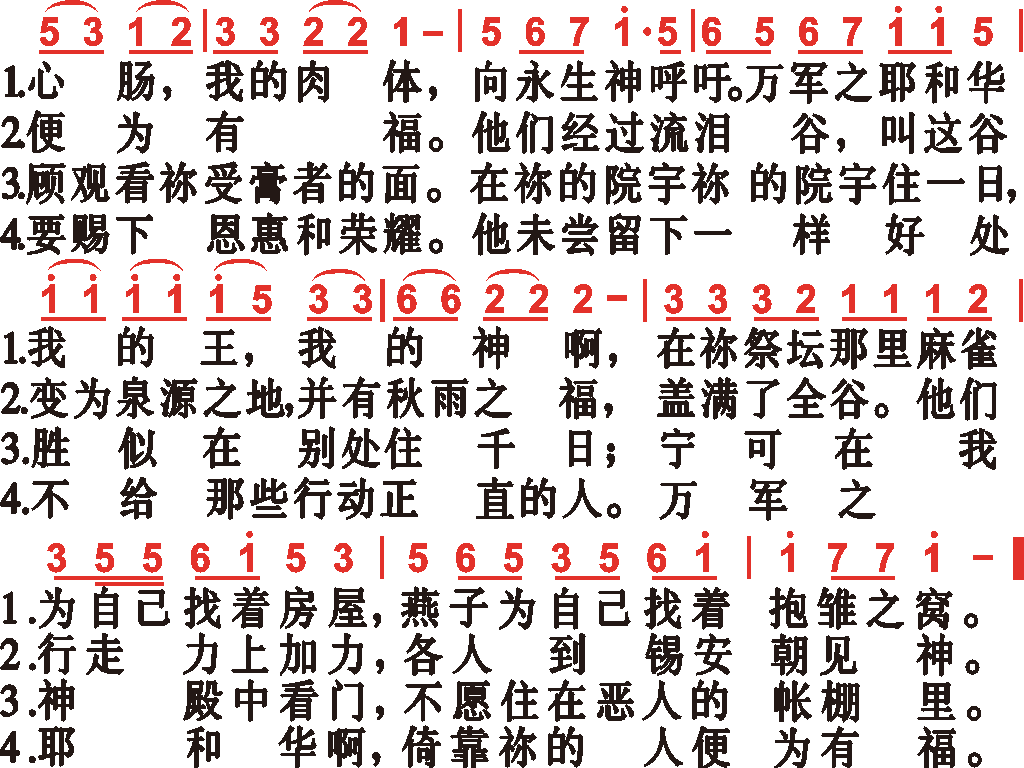 5 3 1 2 | 3 3 2 2 1 – | 5 6 7 i· 5 | 6 5 6 7 i i 5 |
1.心 肠，我的肉 体，向永生神呼吁。万军之耶和华
2.便 为 有 福。他们经过流泪 谷，叫这谷
3.顾观看祢受膏者的面。在祢的院宇祢 的院宇住一日，
4.要赐下 恩惠和荣耀。他未尝留下一 样 好 处
i i i i i 5 3 3 | 6 6 2 2 2 – | 3 3 3 2 1 1 1 2 |
1.我 的 王，我 的 神 啊，在祢祭坛那里麻雀
2.变为泉源之地，并有秋雨之 福，盖满了全谷。他们
3.胜 似 在 别处住 千 日；宁 可 在 我
4.不 给 那些行动正 直的人。万 军 之
3 5 5 6 i 5 3 | 5 6 5 3 5 6 i | i 7 7 i –
1.为自己找着房屋，燕子为自己找着 抱雏之窝。
2.行走 力上加力，各人 到 锡安 朝见 神。
3.神 殿中看门，不愿住在恶人的 帐棚 里。
4.耶 和 华啊，倚靠祢的 人便 为有 福。